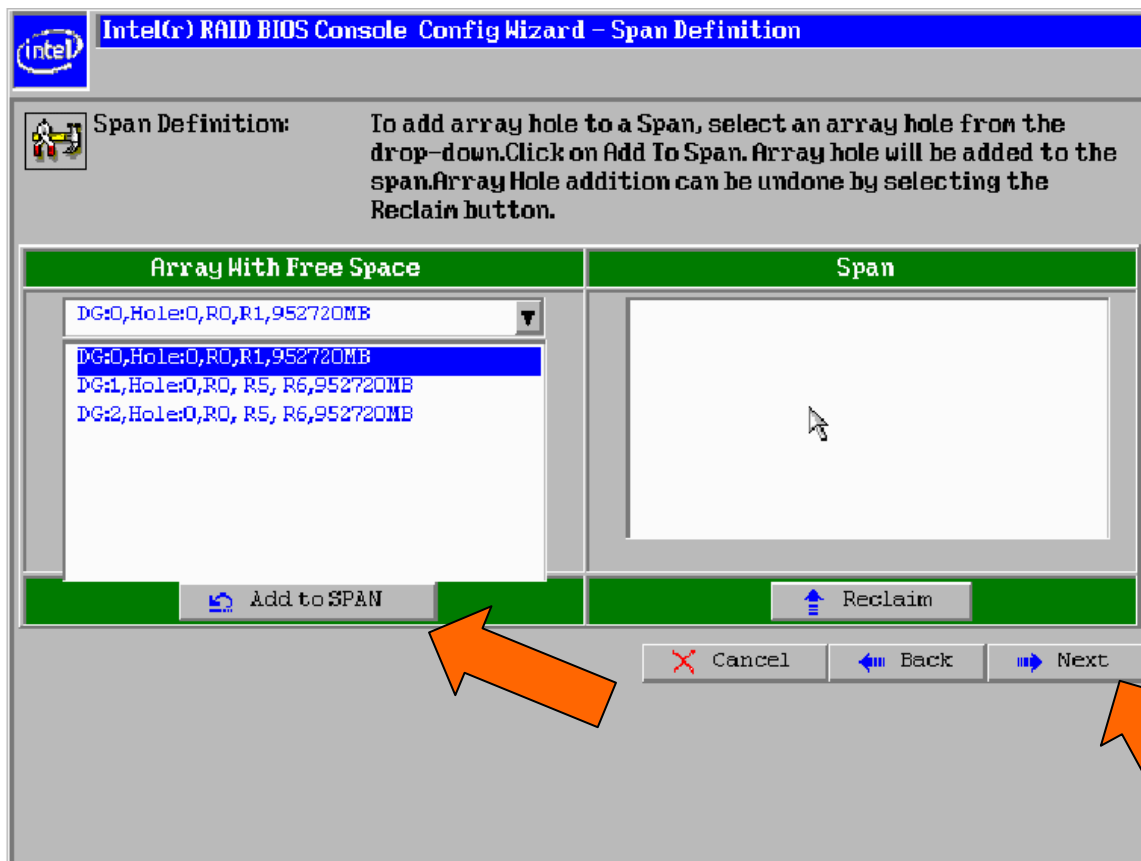 Intel(r) RAID BIOS Console Config Wizard – Span Definition
intel
Span Definition:
To add array hole to a Span, select an array hole from the
drop-down.Click on Add To Span. Array hole will be added to the
span.Array Hole addition can be undone by selecting the
Reclaim button.
Array With Free Space
Span
DG:0,Hole:0,R0,R1,952720MB
DG:0,Hole:0,R0,R1,952720MB
DG:1,Hole:0,R0, R5, R6,952720MB
DG:2,Hole:0,R0, R5, R6,952720MB
Add to SPAN
Reclaim
Cancel
Back
Next